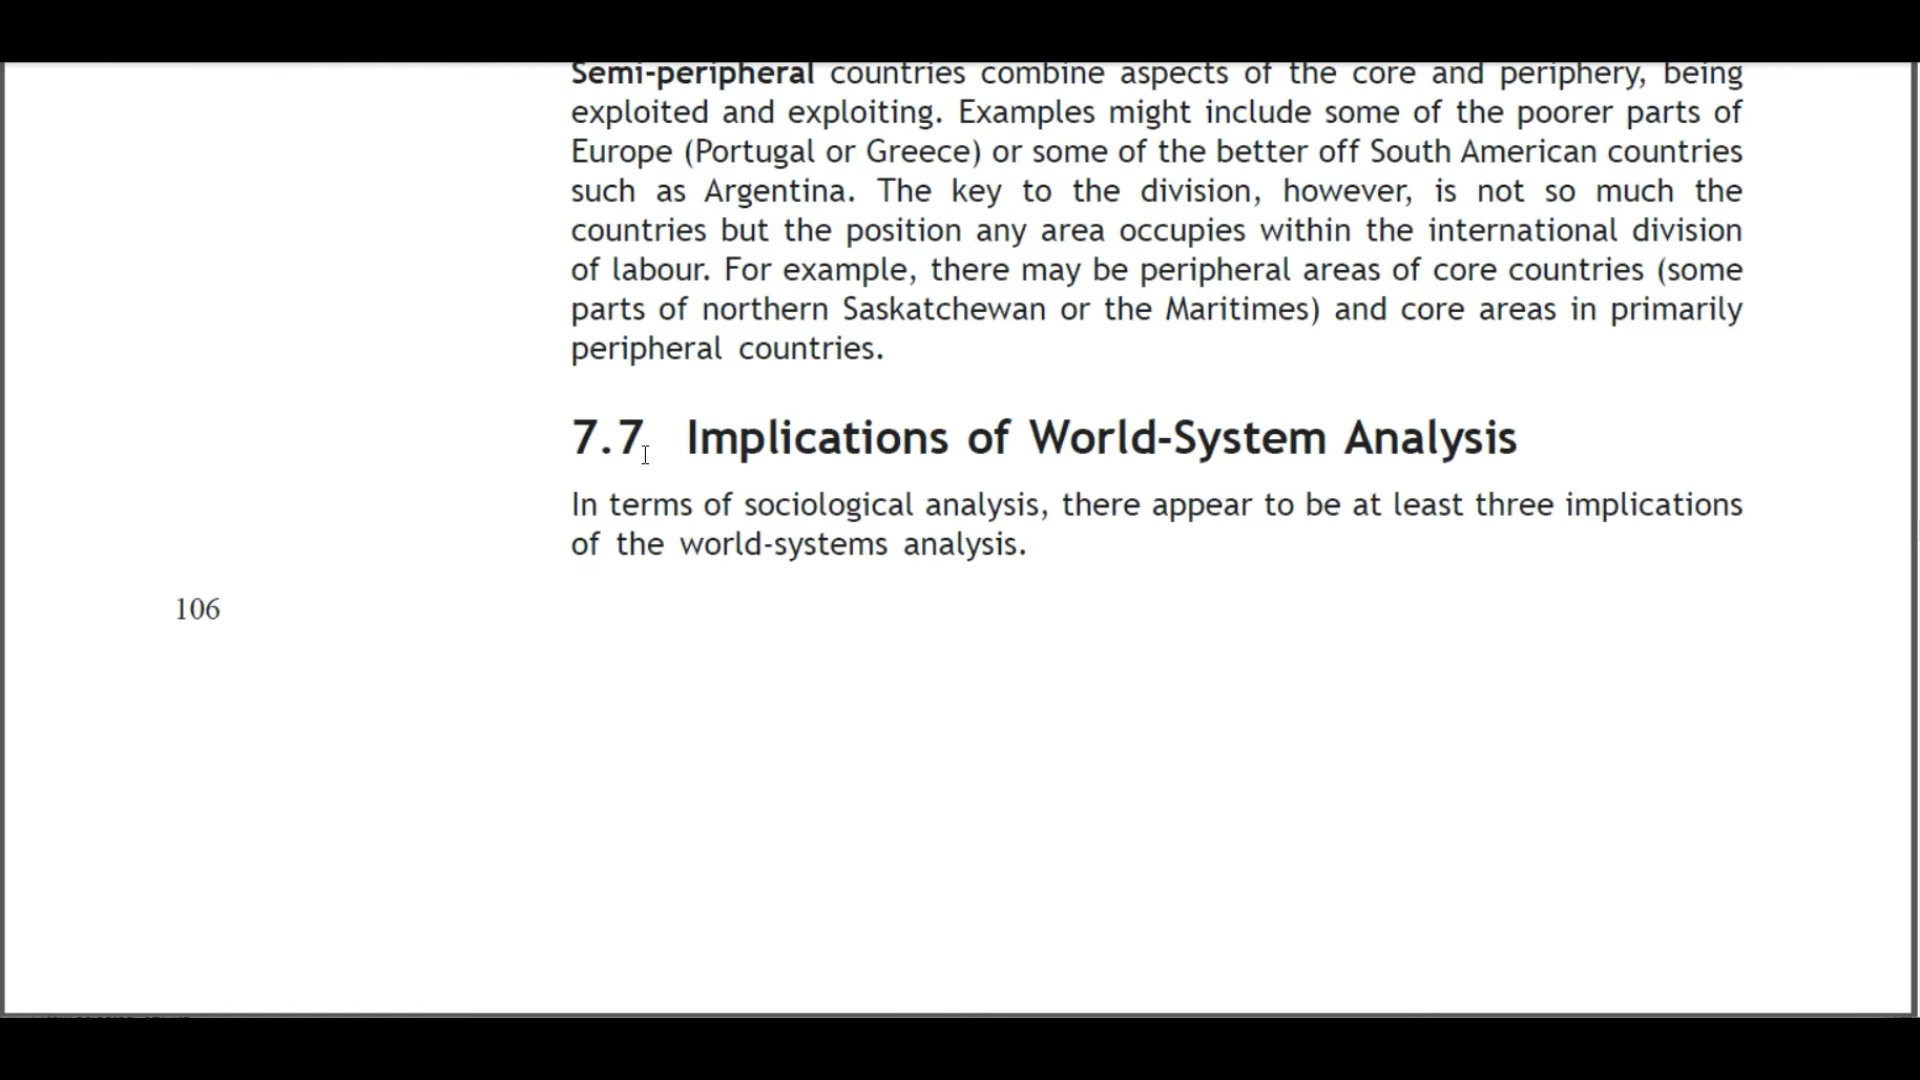 Semi-peripheral countries combine aspects of the core and periphery, being
exploited and exploiting. Examples might include some of the poorer parts of
Europe (Portugal or Greece) or some of the better off South American countries
such as Argentina. The key to the division, however, is not so much the
countries but the position any area occupies within the international division
of labour. For example, there may be peripheral areas of core countries (some
parts of northern Saskatchewan or the Maritimes) and core areas in primarily
peripheral countries.
7.7 Implications of World-System Analysis
In terms of sociological analysis, there appear to be at least three implications
of the world-systems analysis.
106